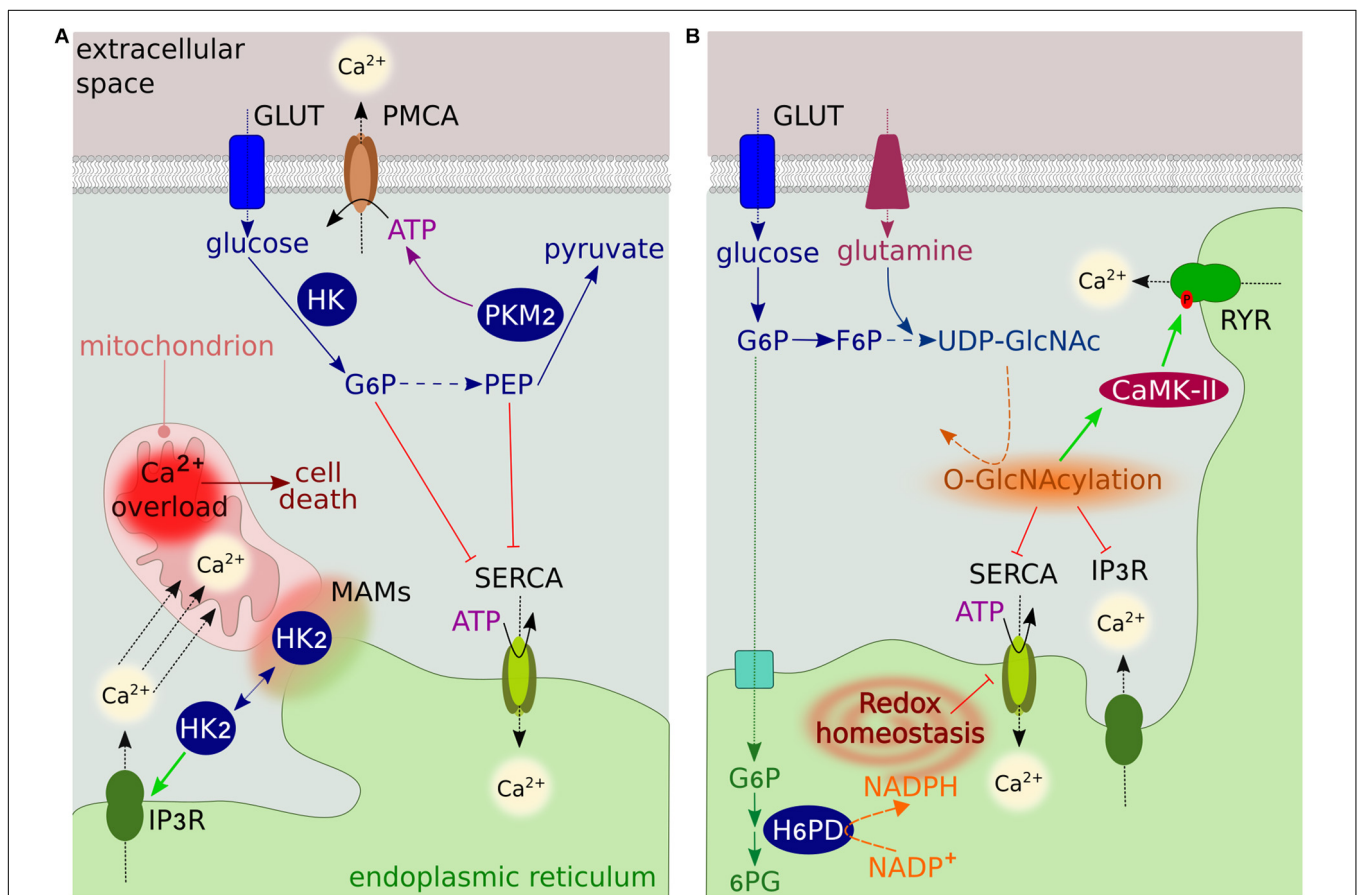 A
extracellular
space
Ca²⁺
GLUT
PMCA
glucose
ATP
pyruvate
HK
PKM2
mitochondrion
G6P
PEP
Ca²⁺
overload
cell
death
Ca²⁺
SERCA
MAMs
ATP
HK2
Ca²⁺
HK2
Ca²⁺
IP3R
endoplasmic reticulum
B
GLUT
glucose
glutamine
Ca²⁺
P
RYR
G6P
F6P
UDP-GlcNAc
CaMK-II
O-GlcNAcylation
SERCA
IP3R
ATP
Ca²⁺
Redox
homeostasis
G6P
NADPH
Ca²⁺
H6PD
NADP⁺
6PG